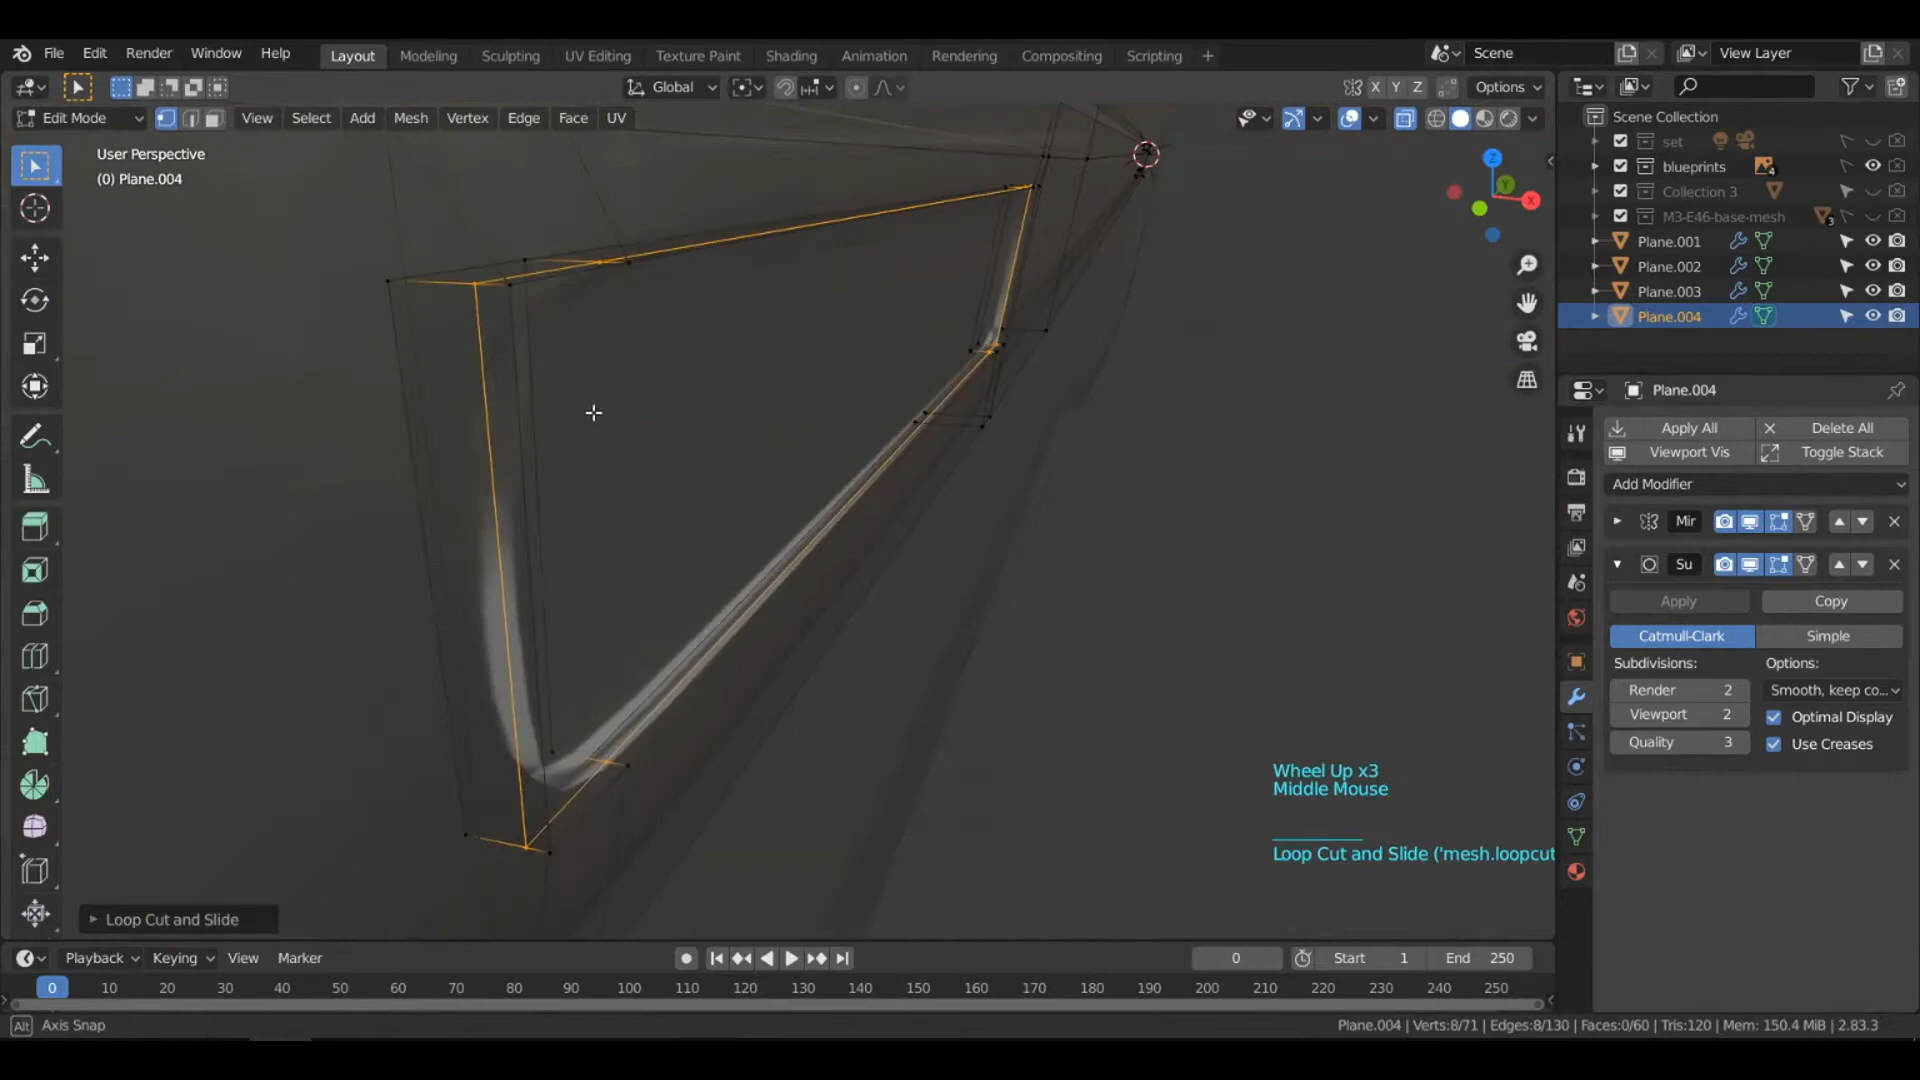 File Edit Render Window Help Layout Modeling Sculpting UV Editing Texture Paint Shading Animation Rendering Compositing Scripting + Scene View Layer
Global X Y Z Options
Edit Mode View Select Add Mesh Vertex Edge Face UV
Scene Collection
set
blueprints 4
Collection 3
M3-E46-base-mesh 3
Plane.001
Plane.002
Plane.003
Plane.004
User Perspective
(0) Plane.004
Z
Y
X
Plane.004
Apply All Delete All
Viewport Vis Toggle Stack
Add Modifier
Mir
Su
Apply Copy
Catmull-Clark Simple
Subdivisions: Options:
Render 2 Smooth, keep co...
Viewport 2 Optimal Display
Quality 3 Use Creases
Wheel Up x3
Middle Mouse
Loop Cut and Slide ('mesh.loopcut
Loop Cut and Slide
Playback Keying View Marker 0 Start 1 End 250
0 10 20 30 40 50 60 70 80 90 100 110 120 130 140 150 160 170 180 190 200 210 220 230 240 250
Alt Axis Snap Plane.004 | Verts:8/71 | Edges:8/130 | Faces:0/60 | Tris:120 | Mem: 150.4 MiB | 2.83.3